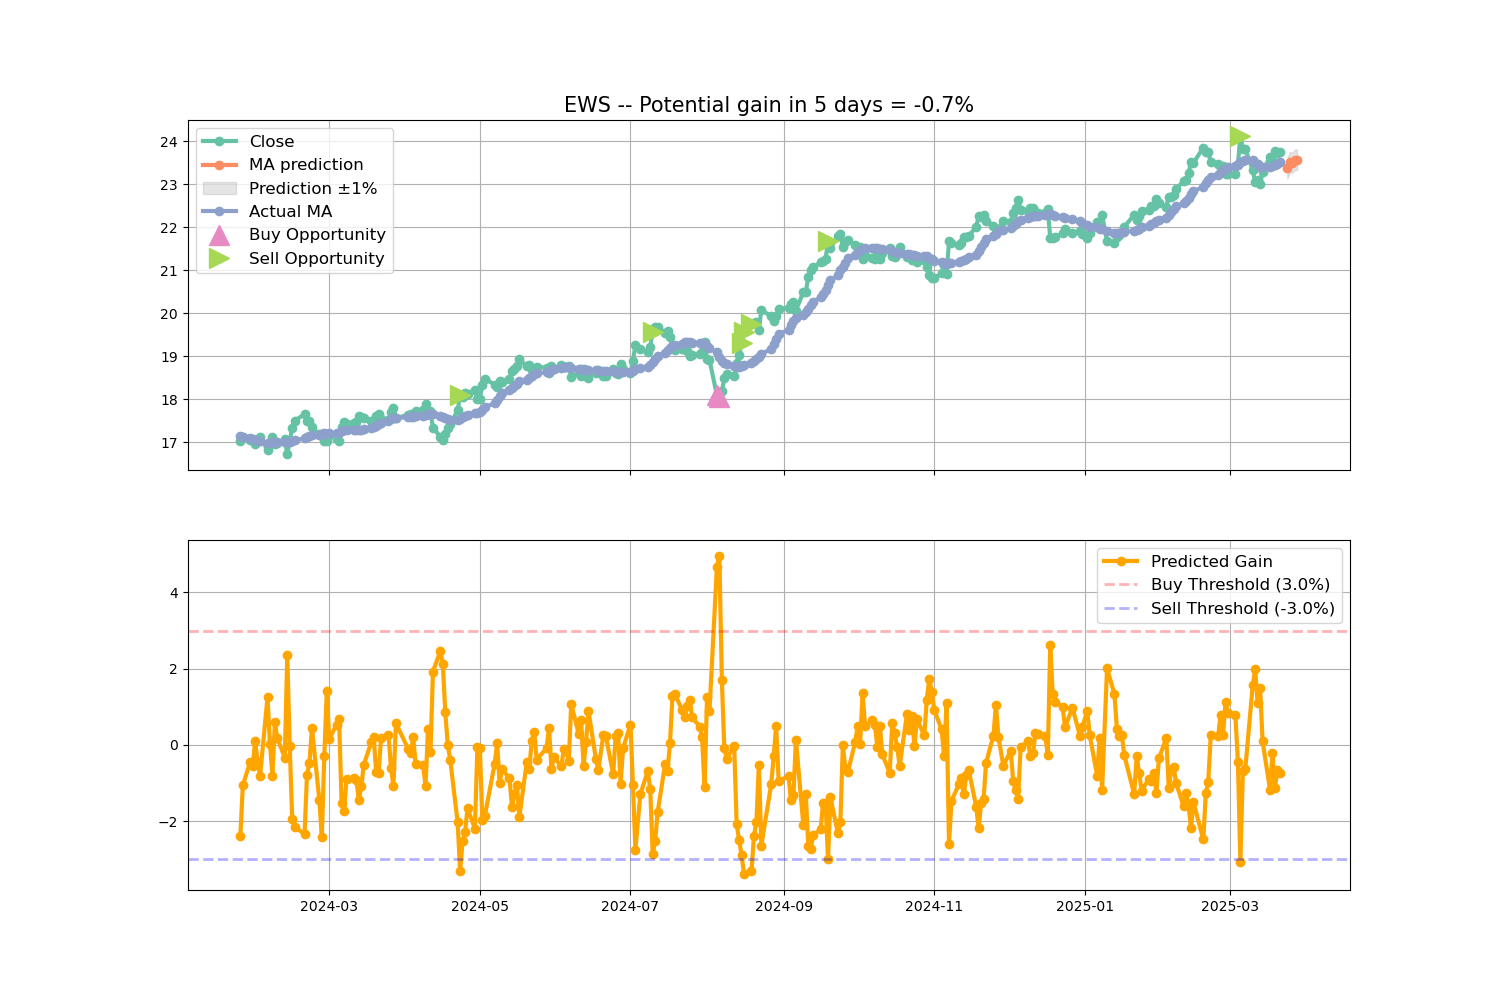 EWS -- Potential gain in 5 days = -0.7%
24
23
22
21
20
19
18
17
Close
MA prediction
Prediction ±1%
Actual MA
Buy Opportunity
Sell Opportunity
4
2
0
−2
Predicted Gain
Buy Threshold (3.0%)
Sell Threshold (-3.0%)
2024-03
2024-05
2024-07
2024-09
2024-11
2025-01
2025-03